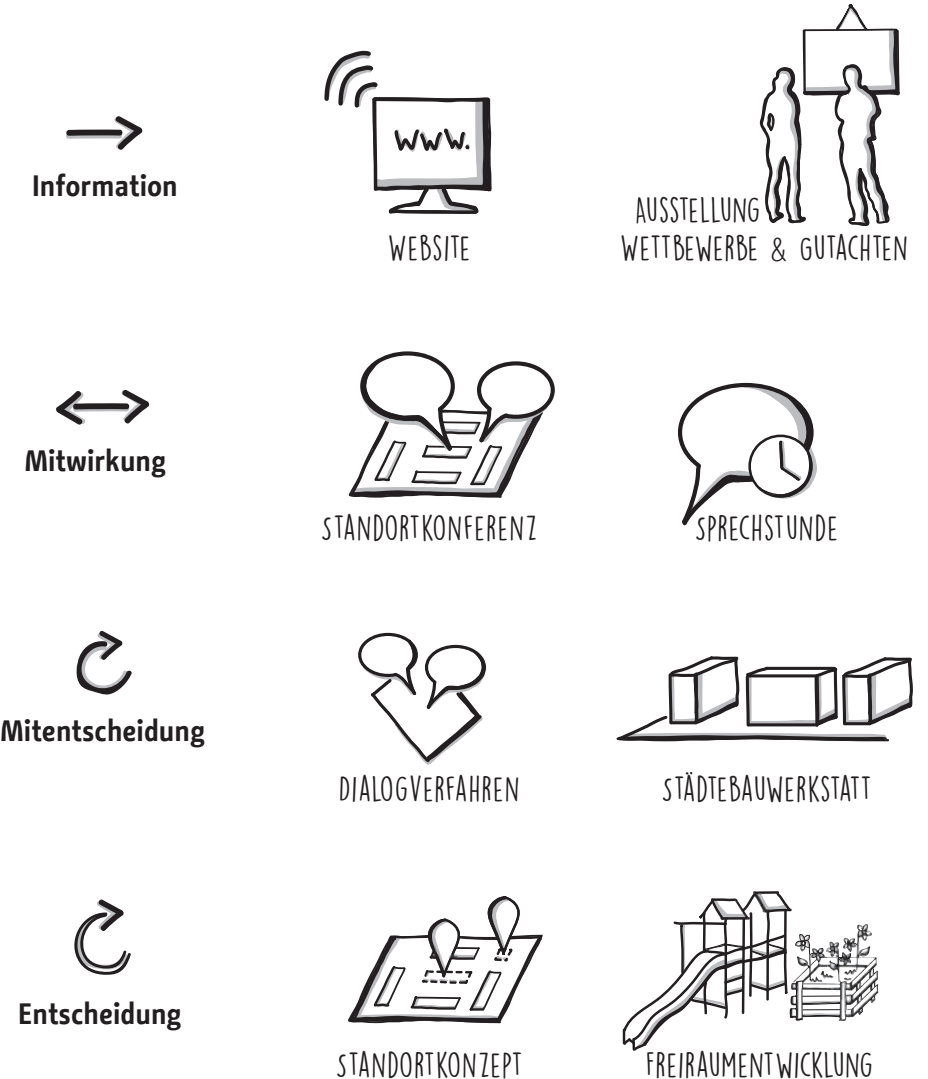 Information
WWW.
WEBSITE
AUSSTELLUNG
WETTBEWERBE & GUTACHTEN
Mitwirkung
STANDORTKONFERENZ
SPRECHSTUNDE
Mitentscheidung
DIALOGVERFAHREN
STÄDTEBAUWERKSTATT
Entscheidung
STANDORTKONZEPT
FREIRAUMENTWICKLUNG